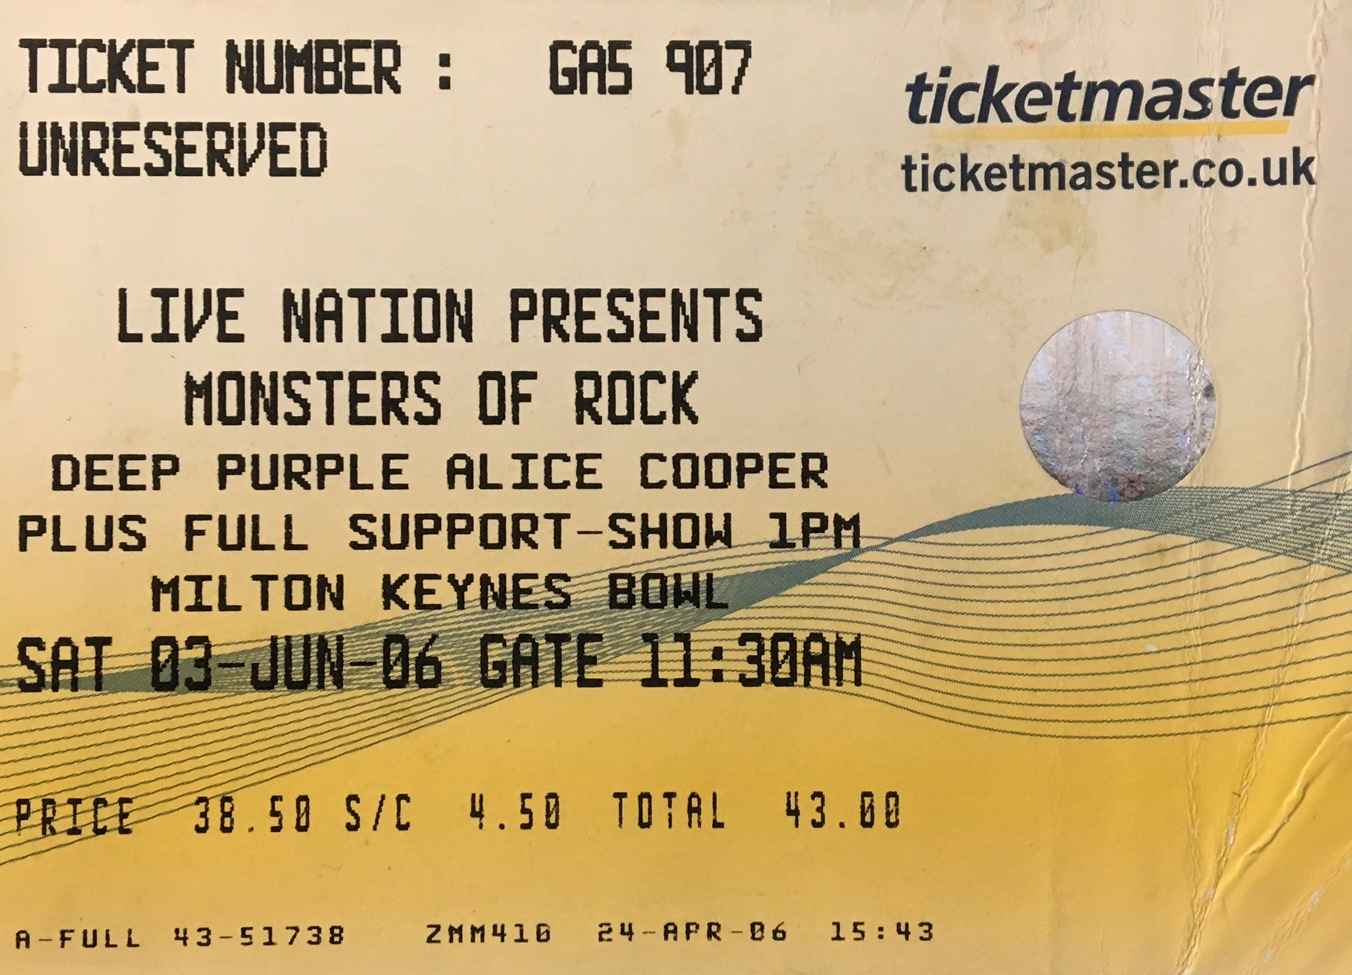 TICKET NUMBER : GA5 907
UNRESERVED
ticketmaster
ticketmaster.co.uk
LIVE NATION PRESENTS
MONSTERS OF ROCK
DEEP PURPLE ALICE COOPER
PLUS FULL SUPPORT-SHOW 1PM
MILTON KEYNES BOWL
SAT 03-JUN-06 GATE 11:30AM
PRICE 38.50 S/C 4.50 TOTAL 43.00
A-FULL 43-51738 ZMM410 24-APR-06 15:43